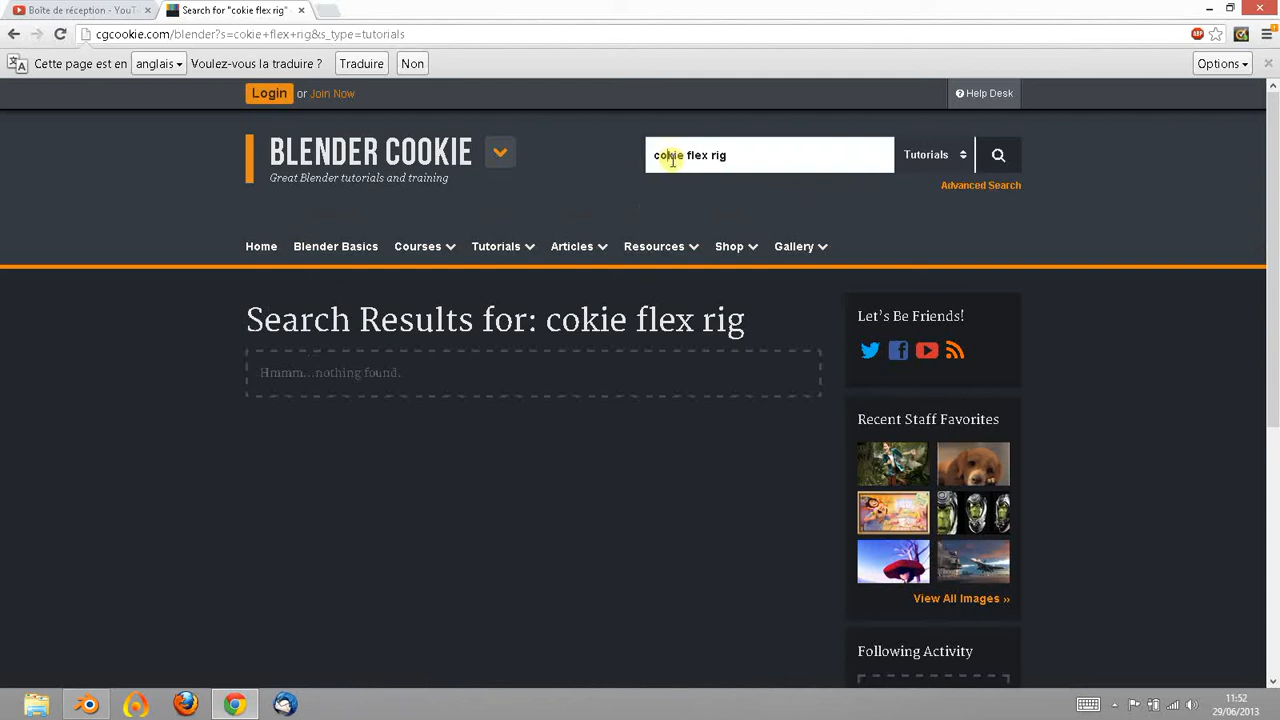 Boîte de réception - YouT
Search for "cokie flex rig"
cgcookie.com/blender?s=cokie+flex+rig&s_type=tutorials
Cette page est en anglais Voulez-vous la traduire ? Traduire Non Options
Login or Join Now
Help Desk
BLENDER COOKIE
Great Blender tutorials and training
cokie flex rig
Tutorials
Advanced Search
Home Blender Basics Courses Tutorials Articles Resources Shop Gallery
Search Results for: cokie flex rig
Hmmm...nothing found.
Let's Be Friends!
Recent Staff Favorites
View All Images »
Following Activity
11:52
29/06/2013